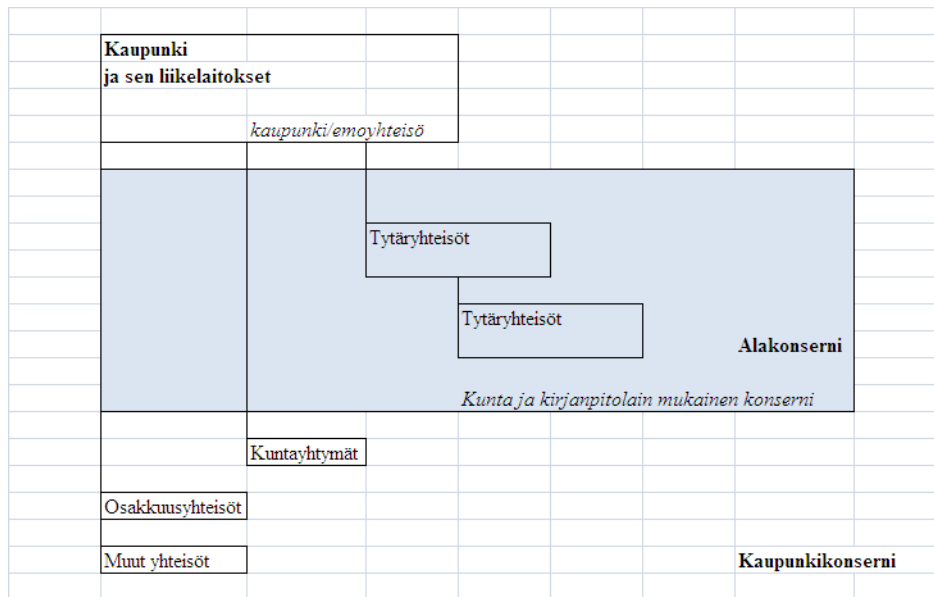 Kaupunki
ja sen liikelaitokset
kaupunki/emoyhteisö
Tytäryhteisöt
Tytäryhteisöt
Alakonserni
Kunta ja kirjanpitolain mukainen konserni
Kuntayhtymät
Osakkuusyhteisöt
Muut yhteisöt
Kaupunkikonserni